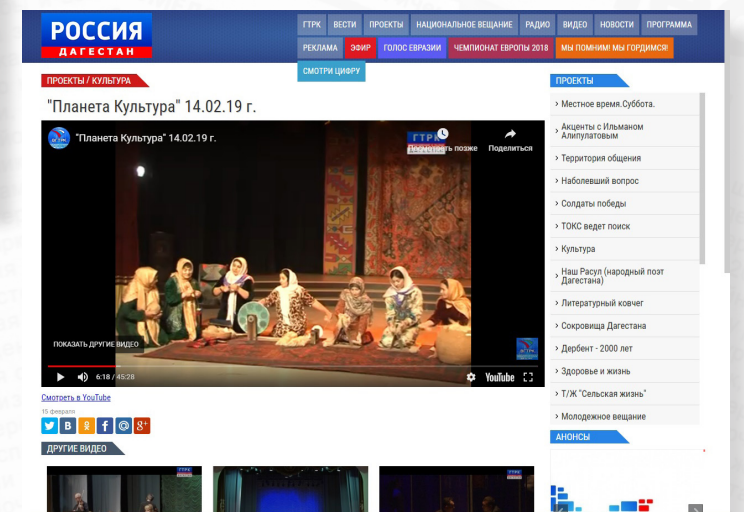 РОССИЯ
ДАГЕСТАН
ГТРК ВЕСТИ ПРОЕКТЫ НАЦИОНАЛЬНОЕ ВЕЩАНИЕ РАДИО ВИДЕО НОВОСТИ ПРОГРАММА
РЕКЛАМА ЭФИР ГОЛОС ЕВРАЗИИ ЧЕМПИОНАТ ЕВРОПЫ 2018 МЫ ПОМНИМ! МЫ ГОРДИМСЯ!
СМОТРИ ЦИФРУ
ПРОЕКТЫ / КУЛЬТУРА
"Планета Культура" 14.02.19 г.
"Планета Культура" 14.02.19 г.
ГТРК
Посмотреть позже Поделиться
ПОКАЗАТЬ ДРУГИЕ ВИДЕО
6:18 / 45:28
YouTube
Смотреть в YouTube
15 февраля
ДРУГИЕ ВИДЕО
ПРОЕКТЫ
Местное время.Суббота.
Акценты с Ильманом
Алипулатовым
Территория общения
Наболевший вопрос
Солдаты победы
ТОКС ведет поиск
Культура
Наш Расул (народный поэт
Дагестана)
Литературный ковчег
Сокровища Дагестана
Дербент - 2000 лет
Здоровье и жизнь
Т/Ж "Сельская жизнь"
Молодежное вещание
АНОНСЫ